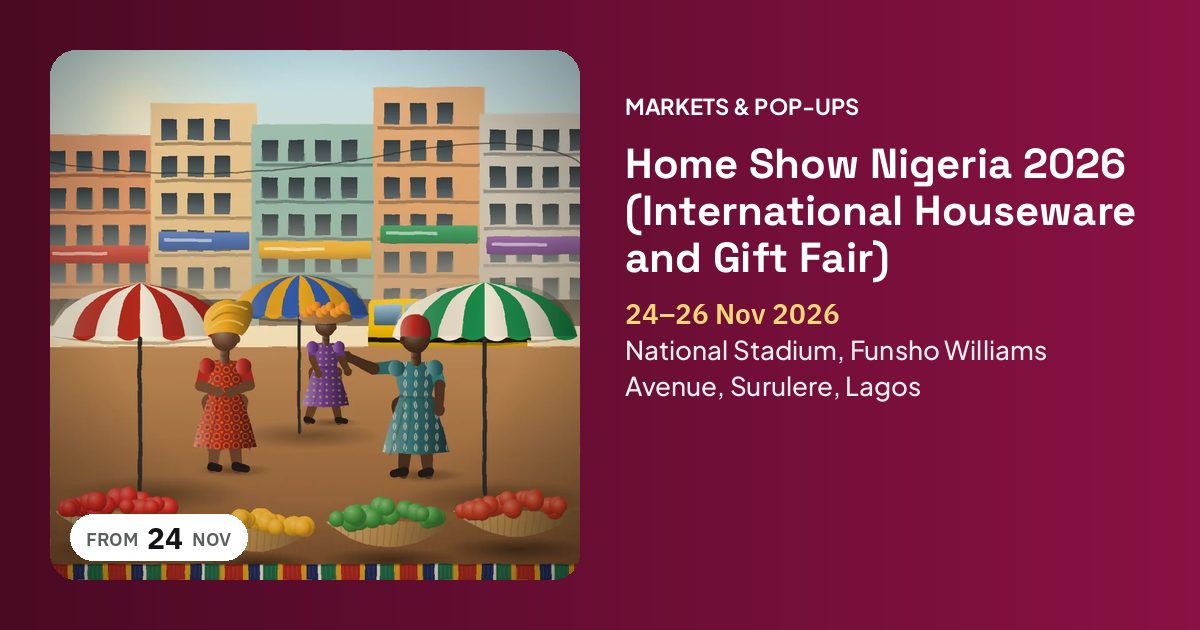 MARKETS & POP-UPS
Home Show Nigeria 2026
(International Houseware
and Gift Fair)
24–26 Nov 2026
National Stadium, Funsho Williams
Avenue, Surulere, Lagos
FROM 24 NOV